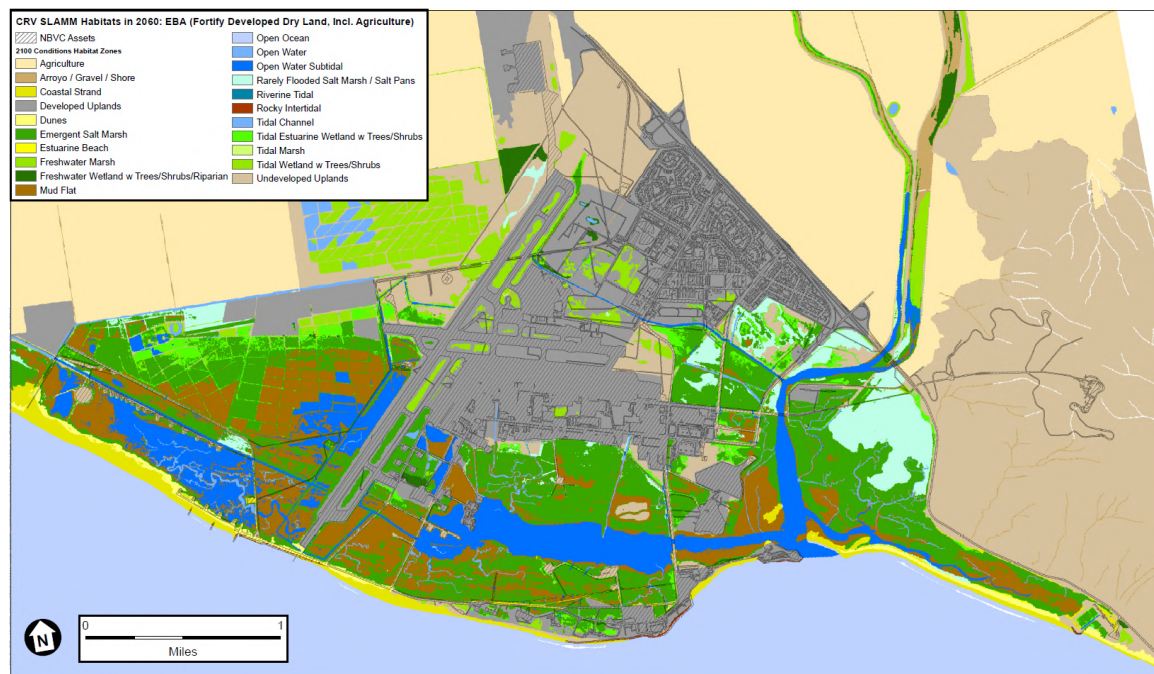 CRV SLAMM Habitats in 2060: EBA (Fortify Developed Dry Land, Incl. Agriculture)
NBVC Assets
2100 Conditions Habitat Zones
Agriculture
Arroyo / Gravel / Shore
Coastal Strand
Developed Uplands
Dunes
Emergent Salt Marsh
Estuarine Beach
Freshwater Marsh
Freshwater Wetland w Trees/Shrubs/Riparian
Mud Flat
Open Ocean
Open Water
Open Water Subtidal
Rarely Flooded Salt Marsh / Salt Pans
Riverine Tidal
Rocky Intertidal
Tidal Channel
Tidal Estuarine Wetland w Trees/Shrubs
Tidal Marsh
Tidal Wetland w Trees/Shrubs
Undeveloped Uplands
N
0 1
Miles